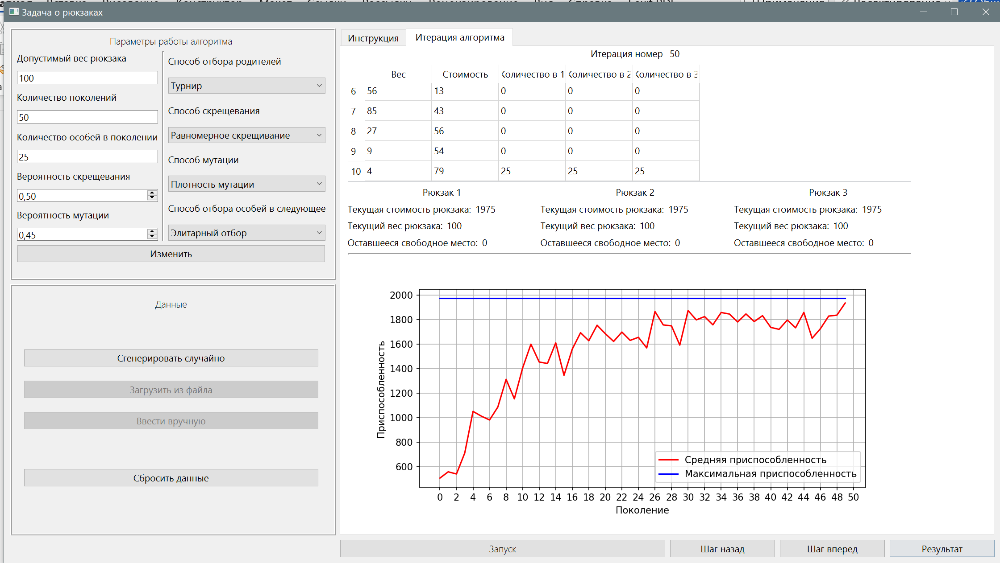 Задача о рюкзаках
Параметры работы алгоритма
Допустимый вес рюкзака
100
Количество поколений
50
Количество особей в поколении
25
Вероятность скрещевания
0,50
Вероятность мутации
0,45
Способ отбора родителей
Турнир
Способ скрещевания
Равномерное скрещивание
Способ мутации
Плотность мутации
Способ отбора особей в следующее
Элитарный отбор
Изменить
Данные
Сгенерировать случайно
Загрузить из файла
Ввести вручную
Сбросить данные
Инструкция Итерация алгоритма
Итерация номер 50
Вес Стоимость Количество в 1 Количество в 2 Количество в 3
6 56 13 0 0 0
7 85 43 0 0 0
8 27 56 0 0 0
9 9 54 0 0 0
10 4 79 25 25 25
Рюкзак 1 Рюкзак 2 Рюкзак 3
Текущая стоимость рюкзака: 1975 Текущая стоимость рюкзака: 1975 Текущая стоимость рюкзака: 1975
Текущий вес рюкзака: 100 Текущий вес рюкзака: 100 Текущий вес рюкзака: 100
Оставшееся свободное место: 0 Оставшееся свободное место: 0 Оставшееся свободное место: 0
Приспособленность
2000
1800
1600
1400
1200
1000
800
600
Средняя приспособленность
Максимальная приспособленность
0 2 4 6 8 10 12 14 16 18 20 22 24 26 28 30 32 34 36 38 40 42 44 46 48 50
Поколение
Запуск Шаг назад Шаг вперед Результат